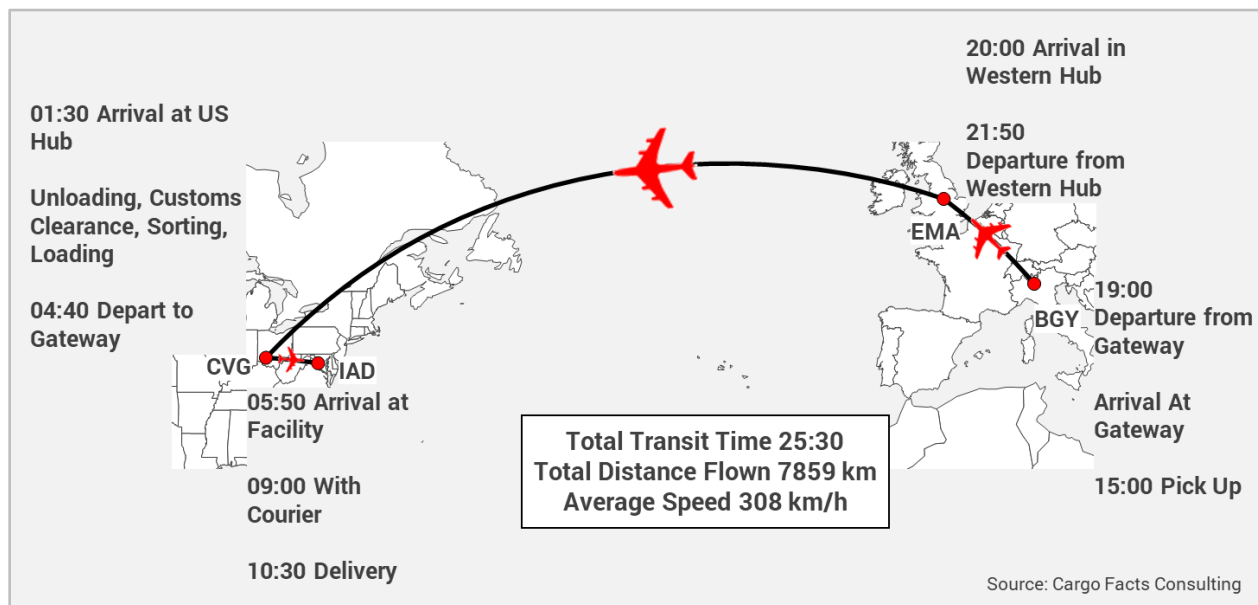 20:00 Arrival in
Western Hub
21:50
Departure from
Western Hub
01:30 Arrival at US
Hub
Unloading, Customs
Clearance, Sorting,
Loading
04:40 Depart to
Gateway
EMA
19:00
Departure from
Gateway
BGY
CVG
IAD
05:50 Arrival at
Facility
09:00 With
Courier
10:30 Delivery
Total Transit Time 25:30
Total Distance Flown 7859 km
Average Speed 308 km/h
Arrival At
Gateway
15:00 Pick Up
Source: Cargo Facts Consulting